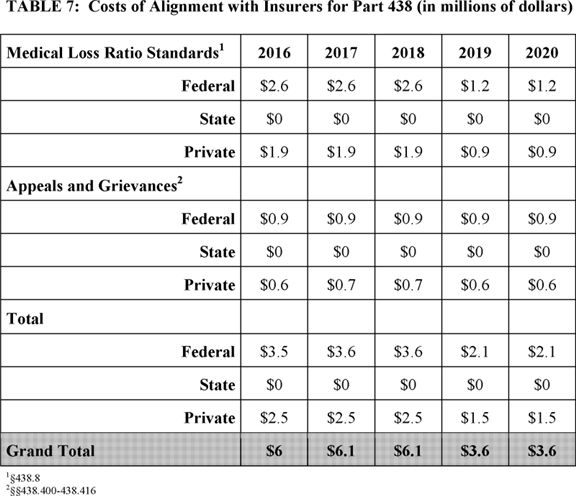 TABLE 7: Costs of Alignment with Insurers for Part 438 (in millions of dollars)
Medical Loss Ratio Standards1 2016 2017 2018 2019 2020
Federal $2.6 $2.6 $2.6 $1.2 $1.2
State $0 $0 $0 $0 $0
Private $1.9 $1.9 $1.9 $0.9 $0.9
Appeals and Grievances2
Federal $0.9 $0.9 $0.9 $0.9 $0.9
State $0 $0 $0 $0 $0
Private $0.6 $0.7 $0.7 $0.6 $0.6
Total
Federal $3.5 $3.6 $3.6 $2.1 $2.1
State $0 $0 $0 $0 $0
Private $2.5 $2.5 $2.5 $1.5 $1.5
Grand Total $6 $6.1 $6.1 $3.6 $3.6
1§438.8
2§§438.400-438.416